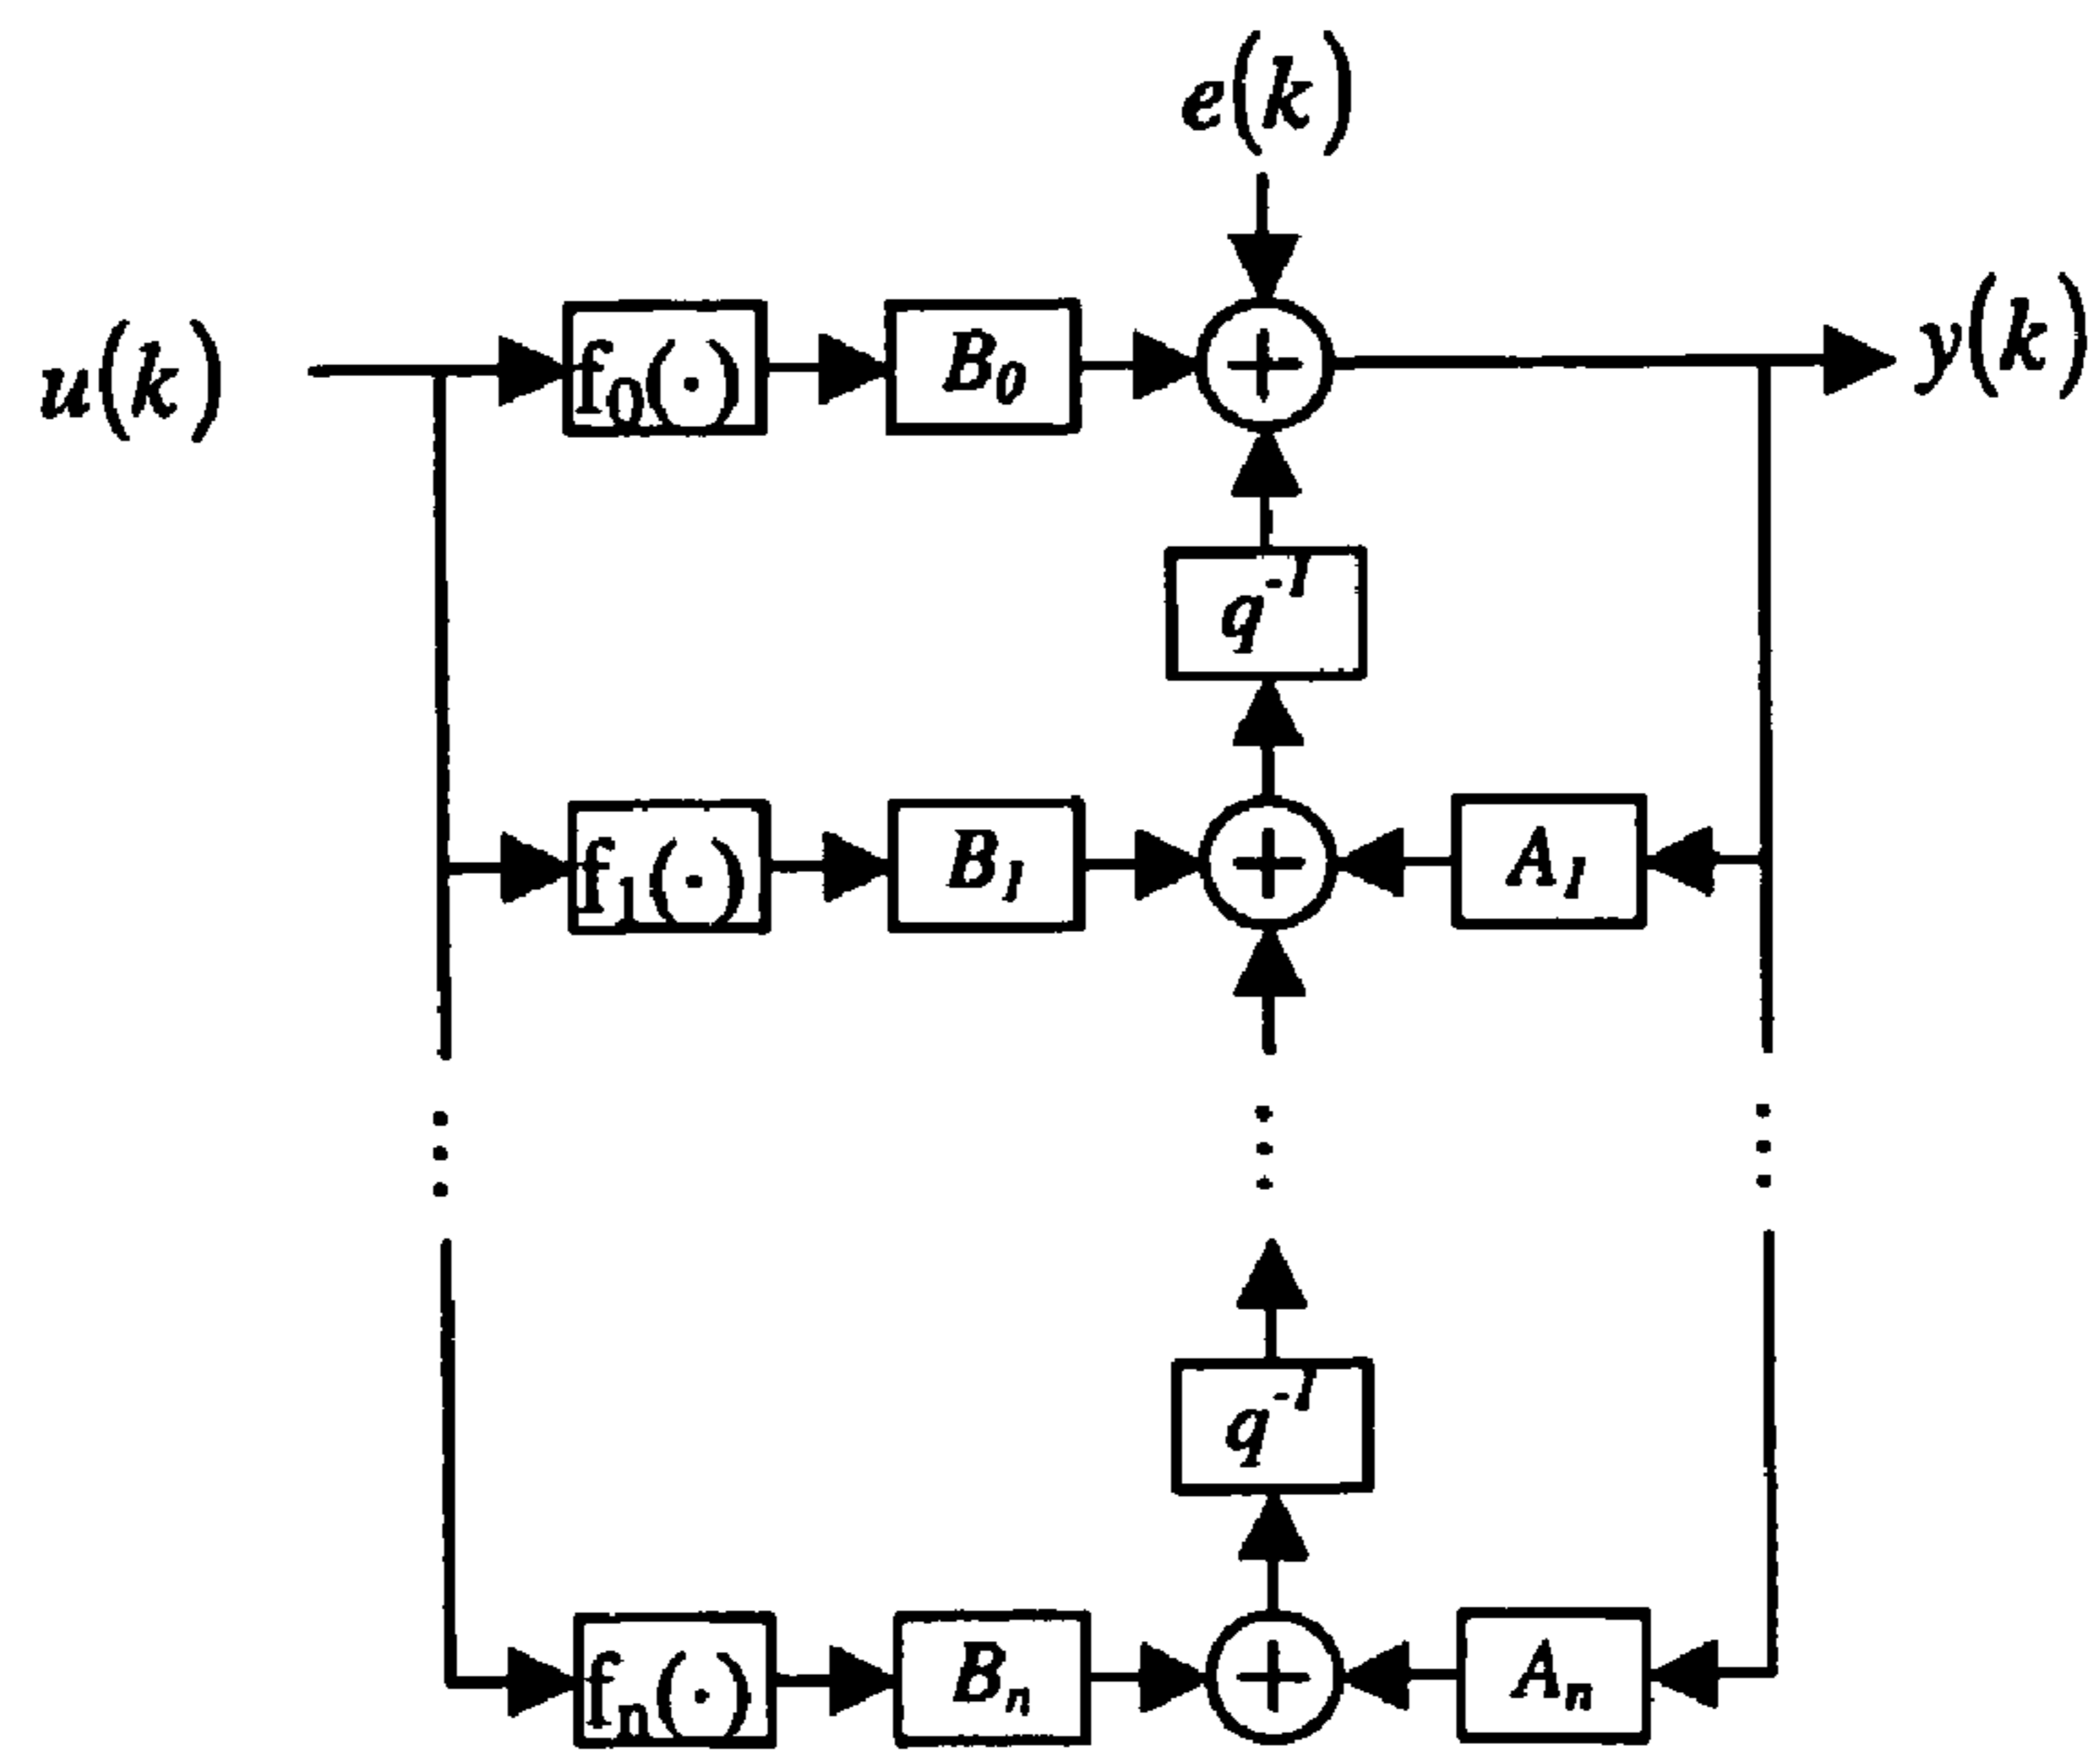 e(k)
u(k) f₀(·) B₀ + y(k)
q⁻¹
f₁(·) B₁ + A₁
q⁻¹
fₙ(·) Bₙ + Aₙ